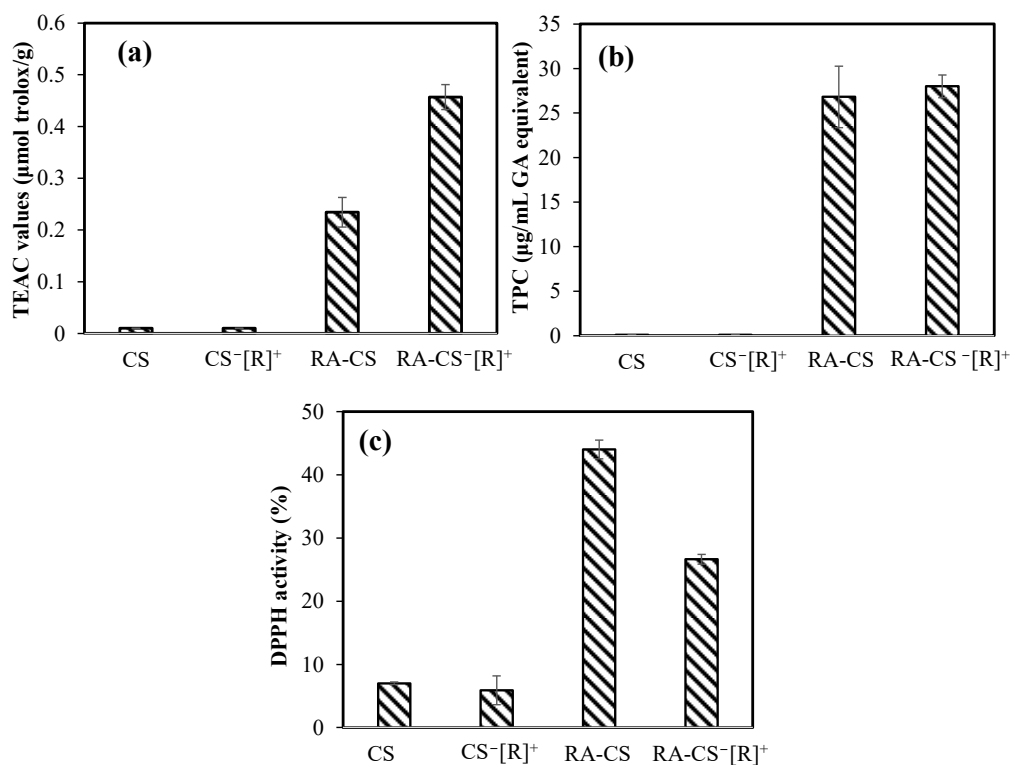 (a)
TEAC values (μmol trolox/g)
0.6
0.5
0.4
0.3
0.2
0.1
0
CS
CS⁻[R]⁺
RA-CS
RA-CS⁻[R]⁺
(b)
TPC (μg/mL GA equivalent)
35
30
25
20
15
10
5
0
CS
CS⁻[R]⁺
RA-CS
RA-CS ⁻[R]⁺
(c)
DPPH activity (%)
50
40
30
20
10
0
CS
CS⁻[R]⁺
RA-CS
RA-CS⁻[R]⁺